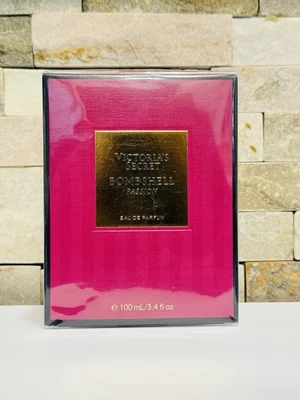 VICTORIA'S
SECRET
BOMBSHELL
PASSION
EAU DE PARFUM
℮ 100 mL/3.4 fl oz